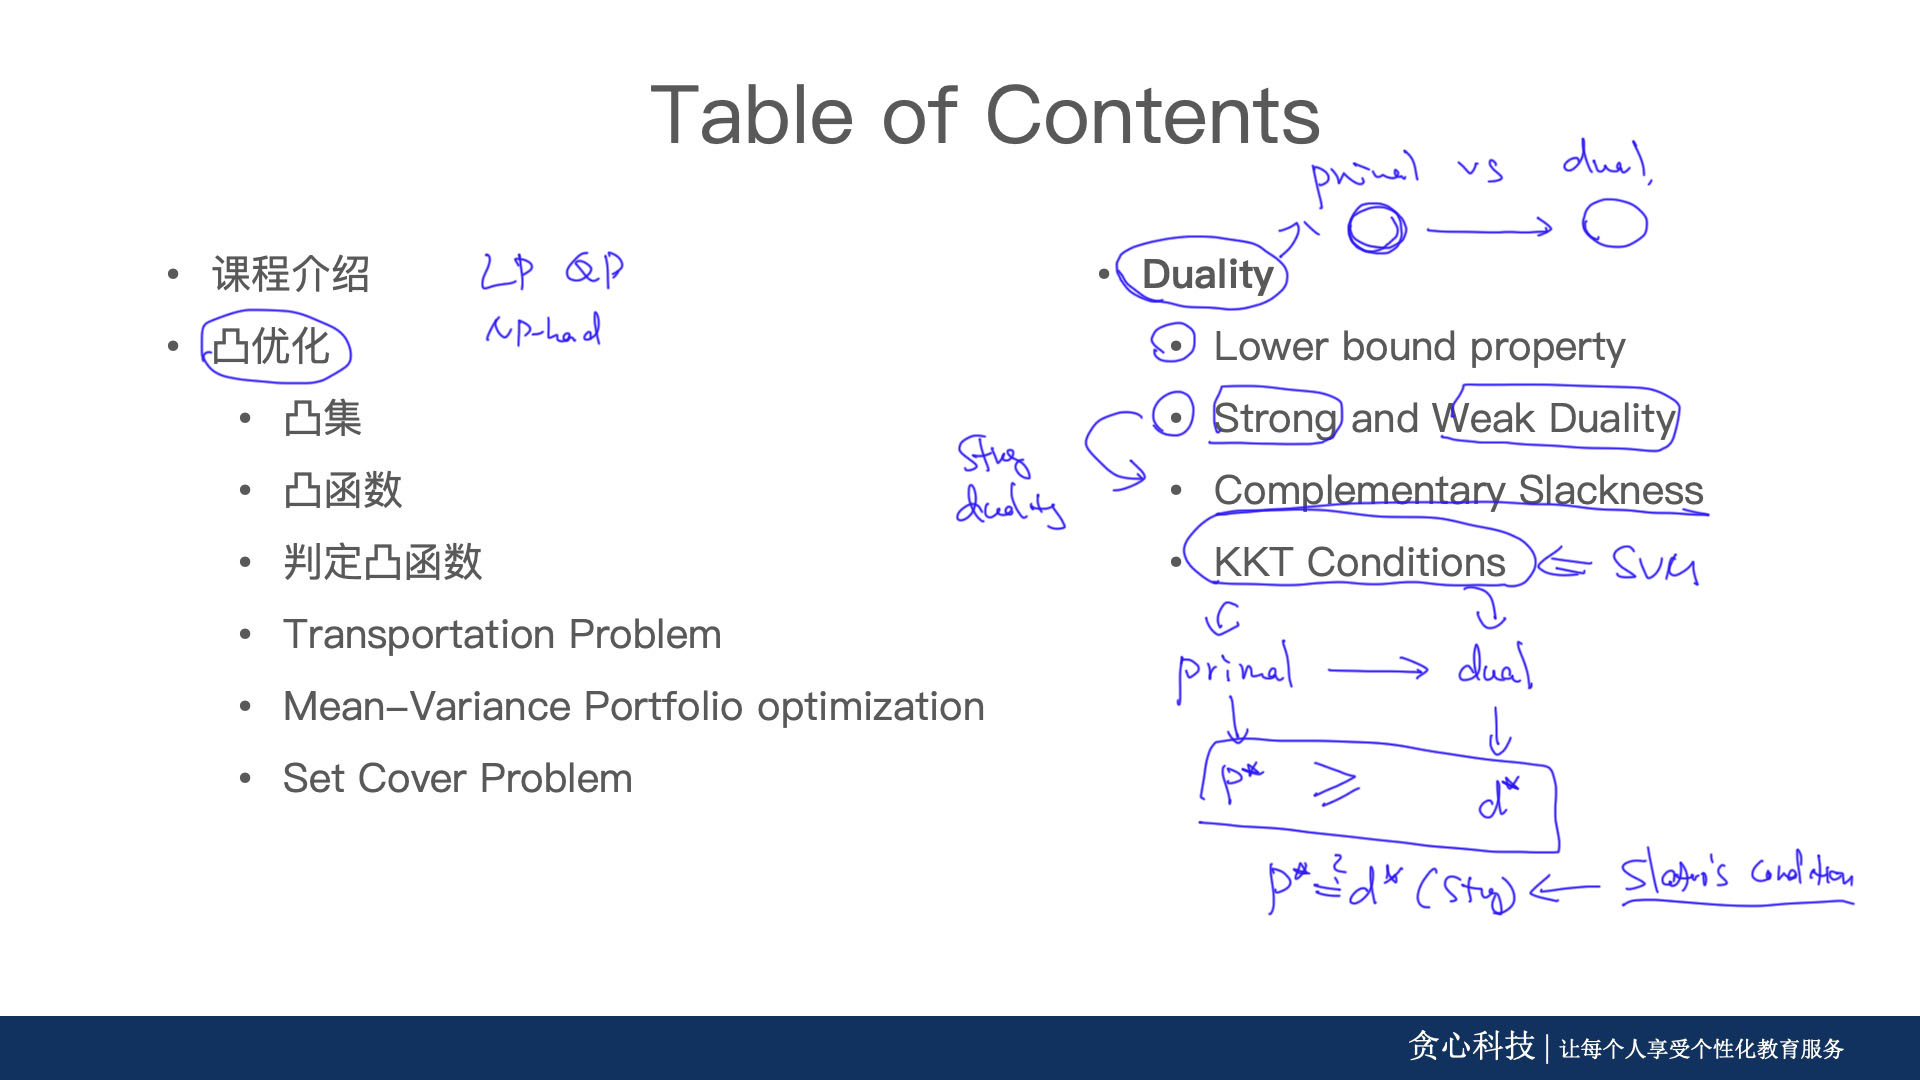 Table of Contents
课程介绍
LP QP
NP-had
凸优化
凸集
凸函数
判定凸函数
Transportation Problem
Mean-Variance Portfolio optimization
Set Cover Problem
primal vs dual
Duality
Lower bound property
Strong and Weak Duality
duality
Complementary Slackness
KKT Conditions
SVM
primal → dual
p* ≥ d*
p* ≟ d*
Slater's condition
贪心科技 | 让每个人享受个性化教育服务